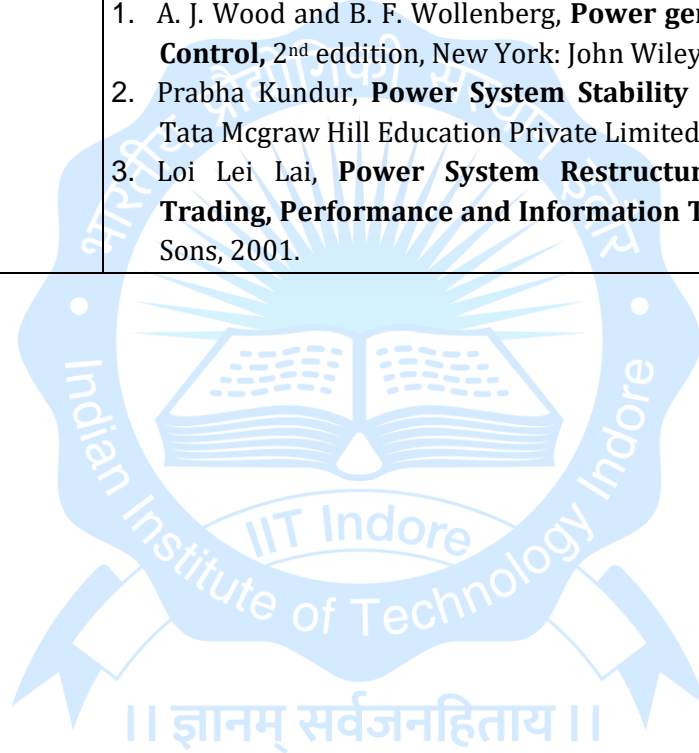 1. A. J. Wood and B. F. Wollenberg, Power ge
Control, 2nd eddition, New York: John Wiley
2. Prabha Kundur, Power System Stability
Tata Mcgraw Hill Education Private Limited
3. Loi Lei Lai, Power System Restructu
Trading, Performance and Information
Sons, 2001.
भारतीय प्रौद्योगिकी संस्थान इंदौर
Indian Institute of Technology Indore
IIT Indore
।। ज्ञानम् सर्वजनहिताय ।।